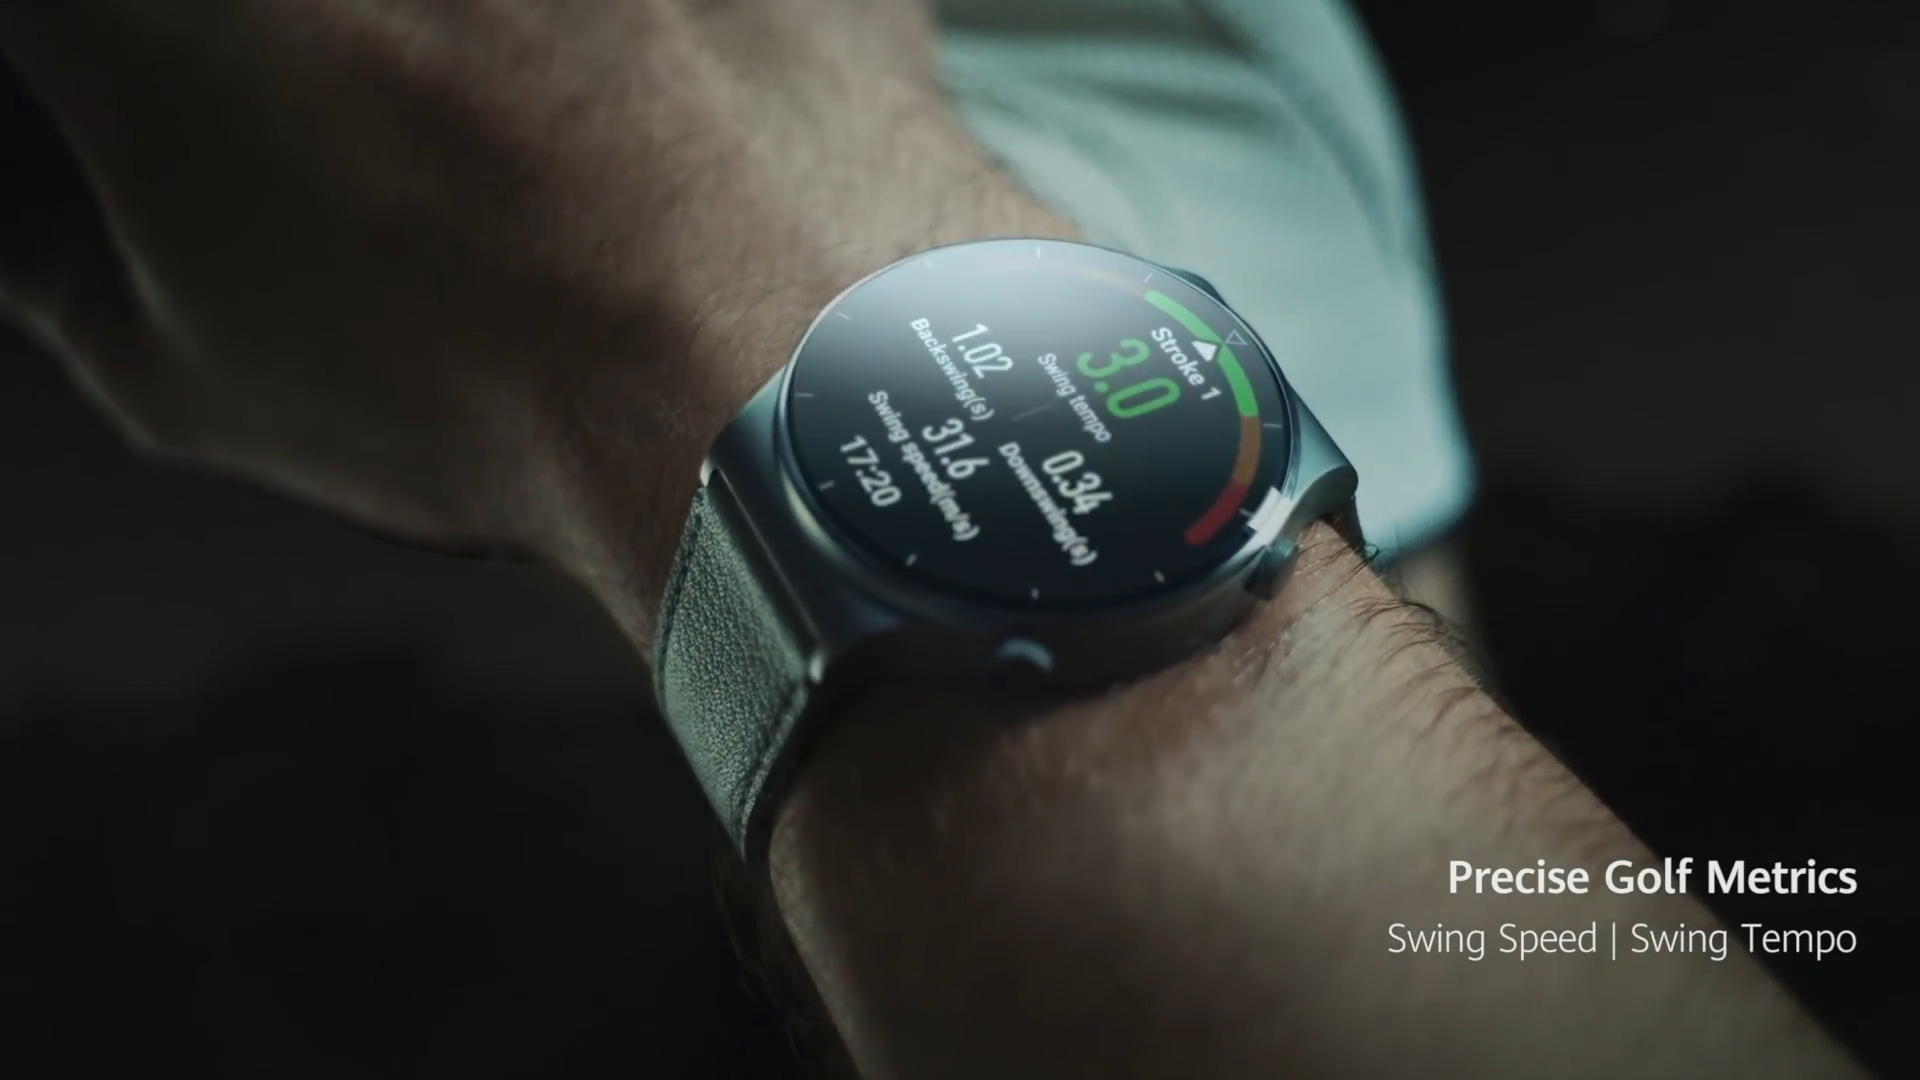 Stroke 1
3.0
Swing tempo
1.02
Backswing(s)
0.34
Downswing(s)
31.6
Swing speed(m/s)
17:20
Precise Golf Metrics
Swing Speed | Swing Tempo